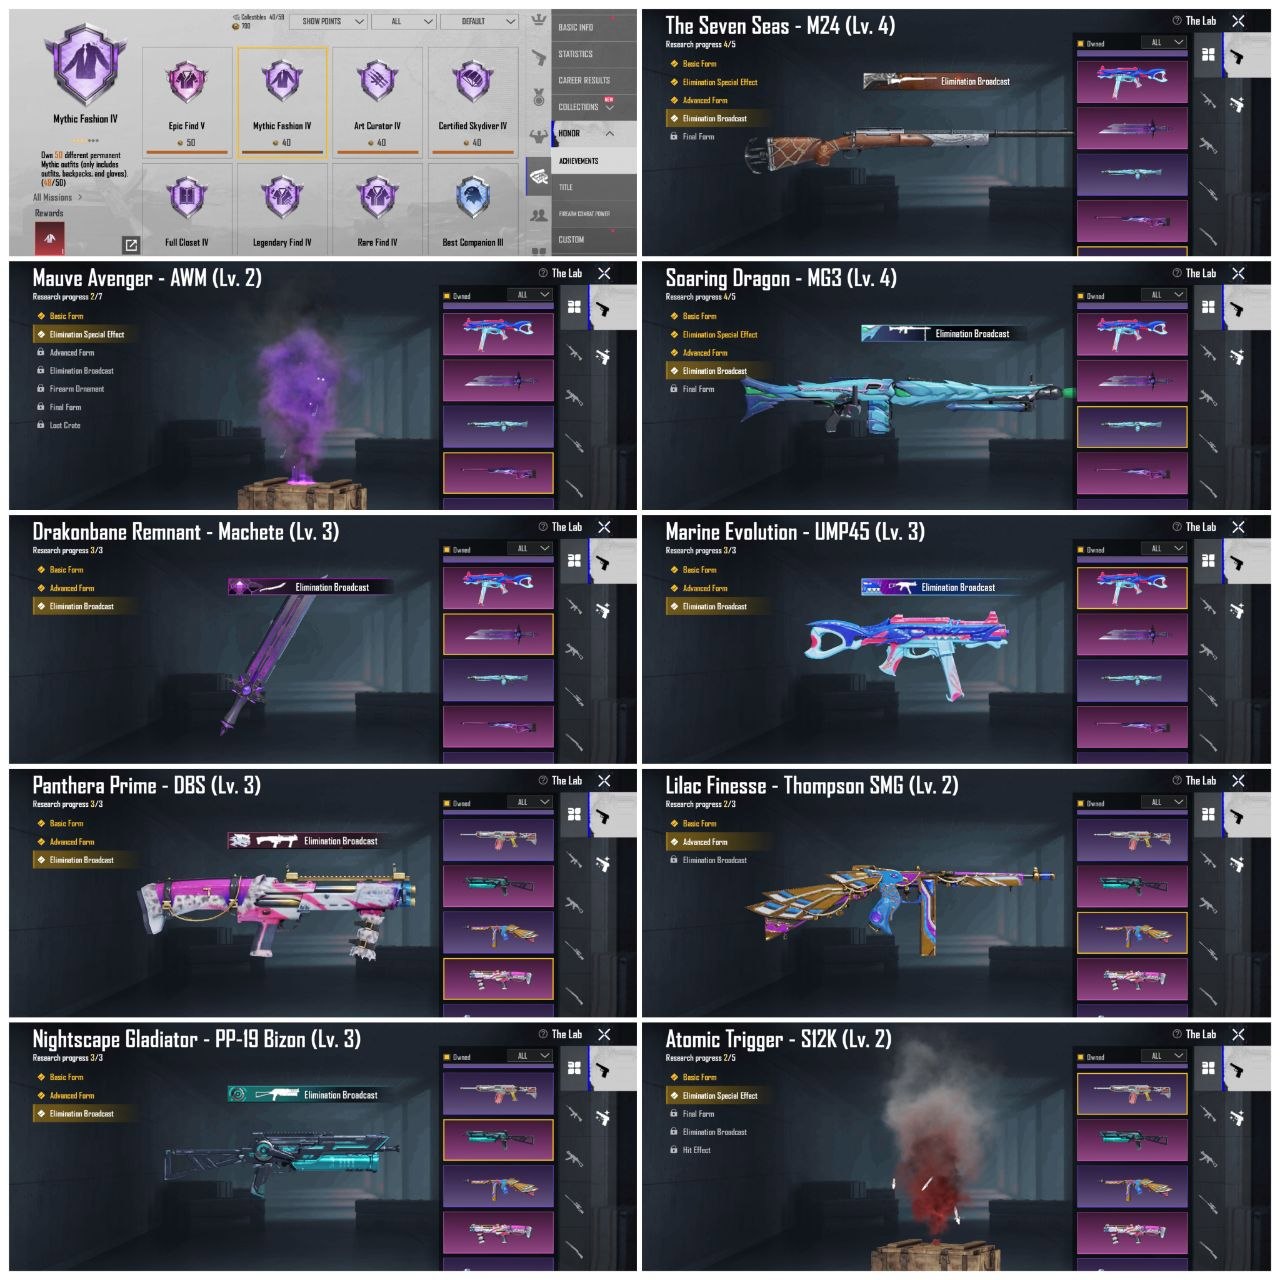 Collectibles 40/59
700
SHOW POINTS
ALL
DEFAULT
Mythic Fashion IV
Own 50 different permanent
Mythic outfits (only includes
outfits, backpacks, and gloves).
(48/50)
All Missions >
Rewards
1
Epic Find V
50
Mythic Fashion IV
40
Art Curator IV
40
Certified Skydiver IV
40
Full Closet IV
Legendary Find IV
Rare Find IV
Best Companion III
BASIC INFO
STATISTICS
CAREER RESULTS
COLLECTIONS
NEW
HONOR
ACHIEVEMENTS
TITLE
FIREARM COMBAT POWER
CUSTOM
The Seven Seas - M24 (Lv. 4)
Research progress 4/5
Basic Form
Elimination Special Effect
Advanced Form
Elimination Broadcast
Final Form
Elimination Broadcast
? The Lab
Owned
ALL
Mauve Avenger - AWM (Lv. 2)
Research progress 2/7
Basic Form
Elimination Special Effect
Advanced Form
Elimination Broadcast
Firearm Ornament
Final Form
Loot Crate
? The Lab
Owned
ALL
Soaring Dragon - MG3 (Lv. 4)
Research progress 4/5
Basic Form
Elimination Special Effect
Advanced Form
Elimination Broadcast
Final Form
Elimination Broadcast
? The Lab
Owned
ALL
Drakonbane Remnant - Machete (Lv. 3)
Research progress 3/3
Basic Form
Advanced Form
Elimination Broadcast
Elimination Broadcast
? The Lab
Owned
ALL
Marine Evolution - UMP45 (Lv. 3)
Research progress 3/3
Basic Form
Advanced Form
Elimination Broadcast
Elimination Broadcast
? The Lab
Owned
ALL
Panthera Prime - DBS (Lv. 3)
Research progress 3/3
Basic Form
Advanced Form
Elimination Broadcast
Elimination Broadcast
? The Lab
Owned
ALL
Lilac Finesse - Thompson SMG (Lv. 2)
Research progress 2/3
Basic Form
Advanced Form
Elimination Broadcast
? The Lab
Owned
ALL
Nightscape Gladiator - PP-19 Bizon (Lv. 3)
Research progress 3/3
Basic Form
Advanced Form
Elimination Broadcast
Elimination Broadcast
? The Lab
Owned
ALL
Atomic Trigger - S12K (Lv. 2)
Research progress 2/5
Basic Form
Elimination Special Effect
Final Form
Elimination Broadcast
Hit Effect
? The Lab
Owned
ALL